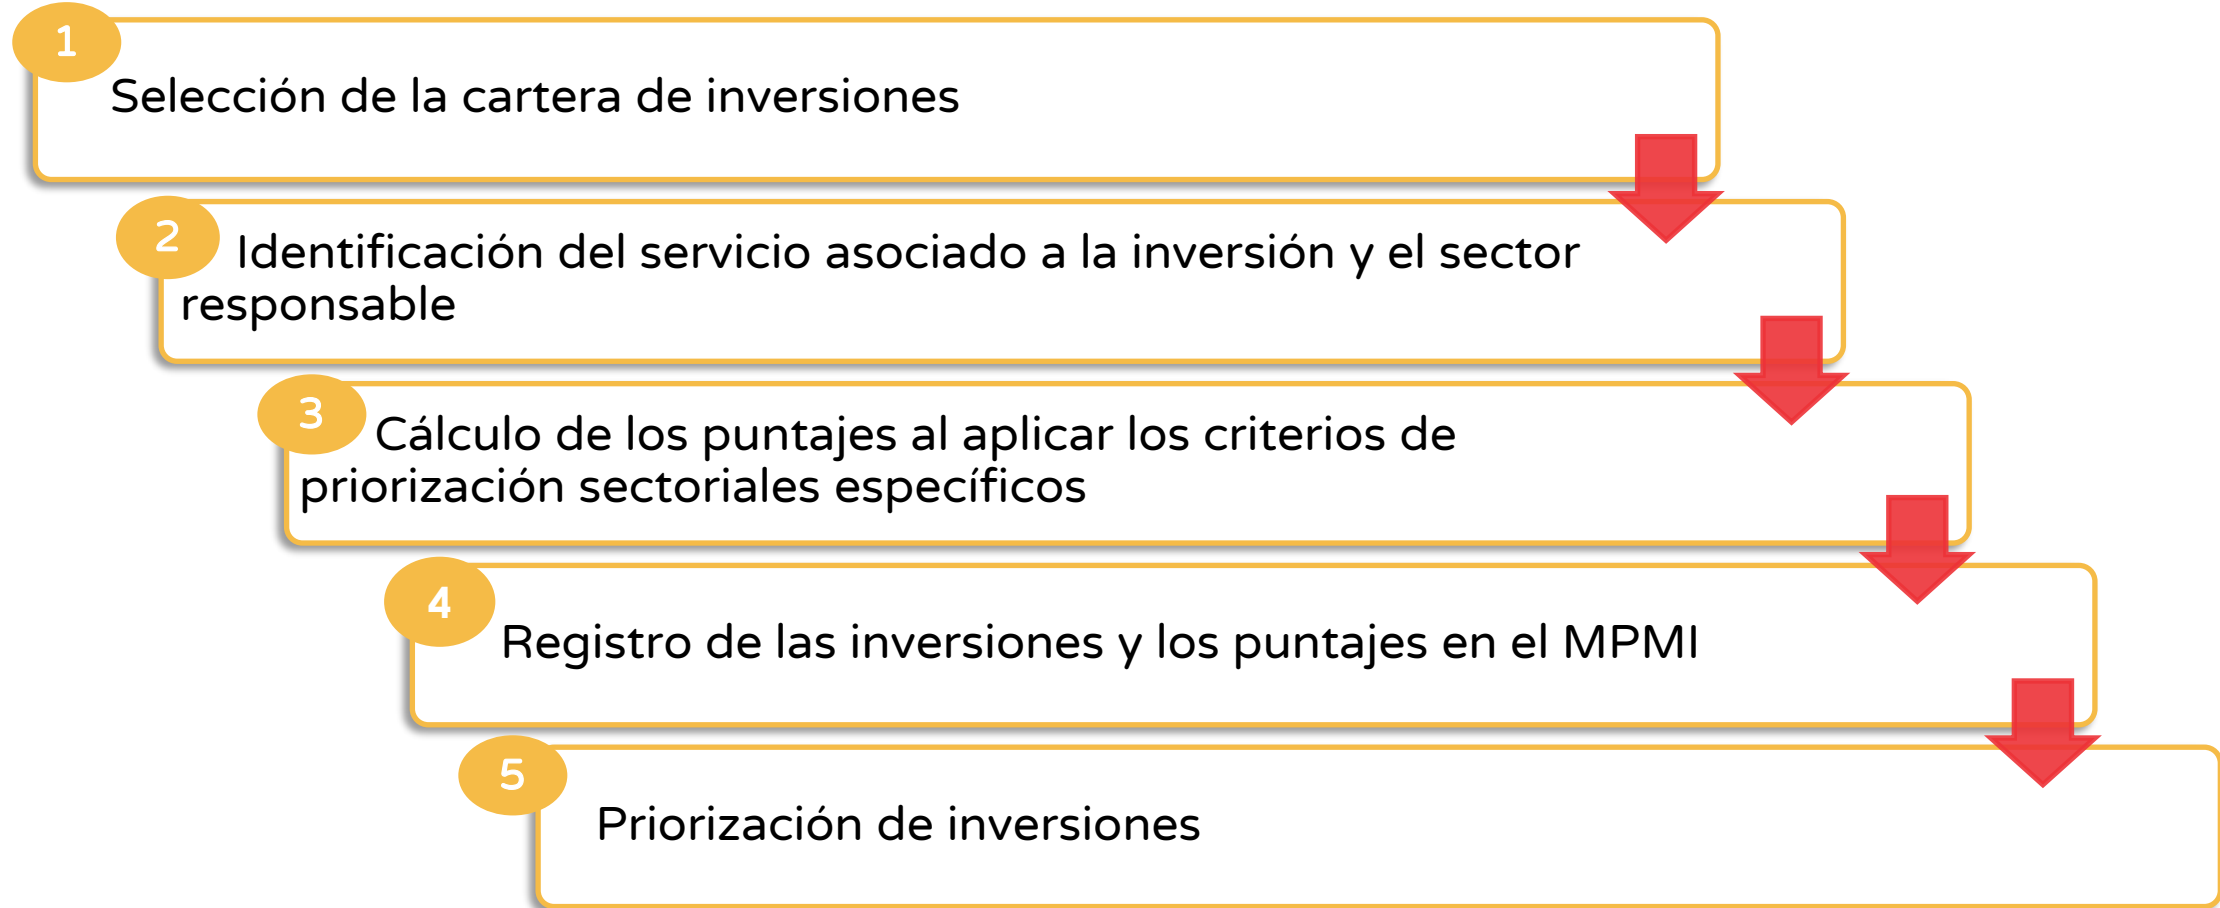 1
Selección de la cartera de inversiones
2
Identificación del servicio asociado a la inversión y el sector
responsable
3
Cálculo de los puntajes al aplicar los criterios de
priorización sectoriales específicos
4
Registro de las inversiones y los puntajes en el MPMI
5
Priorización de inversiones